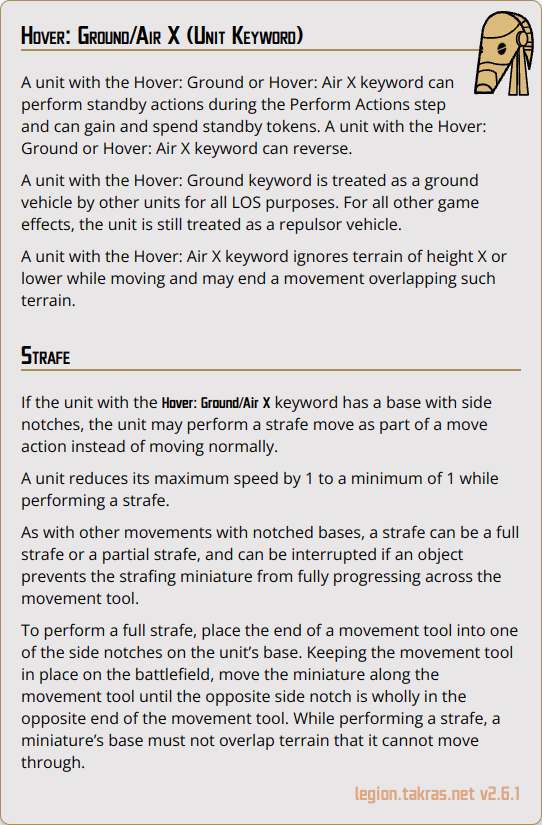 Hover: Ground/Air X (Unit Keyword)
A unit with the Hover: Ground or Hover: Air X keyword can
perform standby actions during the Perform Actions step
and can gain and spend standby tokens. A unit with the Hover:
Ground or Hover: Air X keyword can reverse.
A unit with the Hover: Ground keyword is treated as a ground
vehicle by other units for all LOS purposes. For all other game
effects, the unit is still treated as a repulsor vehicle.
A unit with the Hover: Air X keyword ignores terrain of height X or
lower while moving and may end a movement overlapping such
terrain.
Strafe
If the unit with the Hover: Ground/Air X keyword has a base with side
notches, the unit may perform a strafe move as part of a move
action instead of moving normally.
A unit reduces its maximum speed by 1 to a minimum of 1 while
performing a strafe.
As with other movements with notched bases, a strafe can be a full
strafe or a partial strafe, and can be interrupted if an object
prevents the strafing miniature from fully progressing across the
movement tool.
To perform a full strafe, place the end of a movement tool into one
of the side notches on the unit’s base. Keeping the movement tool
in place on the battlefield, move the miniature along the
movement tool until the opposite side notch is wholly in the
opposite end of the movement tool. While performing a strafe, a
miniature’s base must not overlap terrain that it cannot move
through.
legion.takras.net v2.6.1